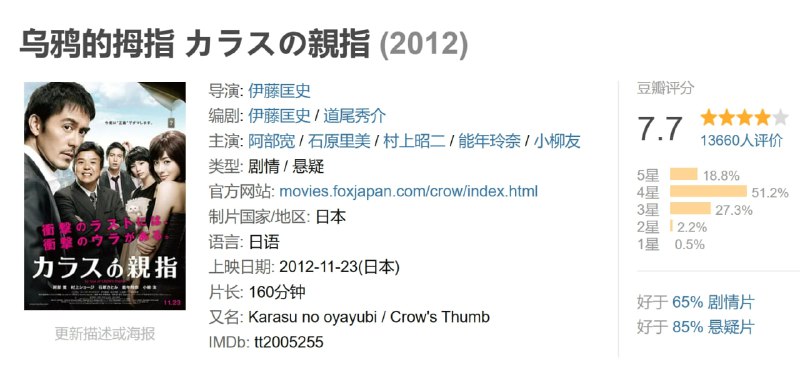 乌鸦的拇指 カラスの親指 (2012)
导演: 伊藤匡史
编剧: 伊藤匡史 / 道尾秀介
主演: 阿部宽 / 石原里美 / 村上昭二 / 能年玲奈 / 小柳友
类型: 剧情 / 悬疑
官方网站: movies.foxjapan.com/crow/index.html
制片国家/地区: 日本
语言: 日语
上映日期: 2012-11-23(日本)
片长: 160分钟
又名: Karasu no oyayubi / Crow's Thumb
IMDb: tt2005255
衝撃のラストには
衝撃のウラがある。
カラスの親指
11.23
更新描述或海报
豆瓣评分
7.7
13660人评价
5星 18.8%
4星 51.2%
3星 27.3%
2星 2.2%
1星 0.5%
好于 65% 剧情片
好于 85% 悬疑片